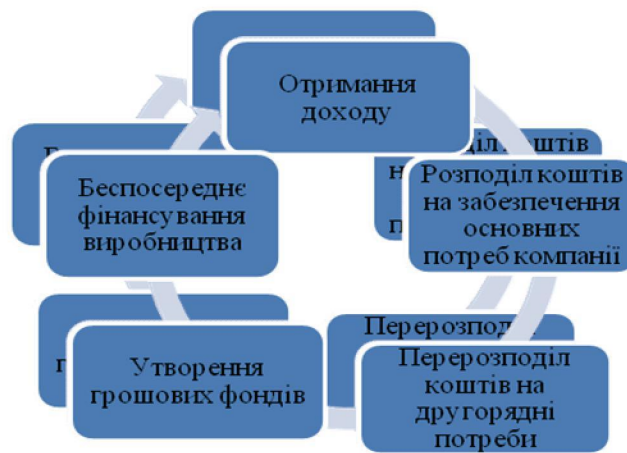 Отримання
доходу
Розподіл коштів
на забезпечення
основних
потреб компанії
Перерозподіл
коштів на
другорядні
потреби
Утворення
грошових фондів
Беспосереднє
фінансування
виробництва